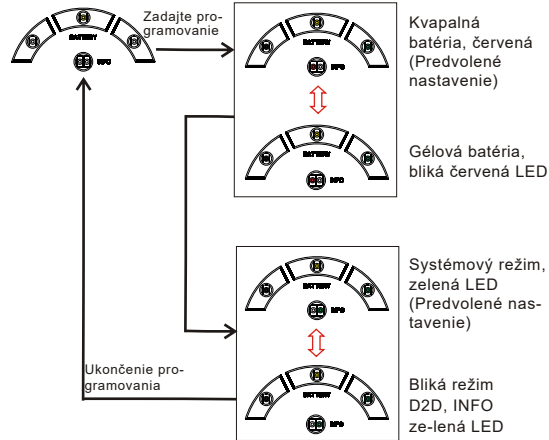 Zadajte pro-
gramovanie
BATTERY
INFO
BATTERY
INFO
Kvapalná
batéria, červená
(Predvolené
nastavenie)
BATTERY
INFO
Gélová batéria,
bliká červená LED
BATTERY
INFO
Systémový režim,
zelená LED
(Predvolené nas-
tavenie)
Ukončenie pro-
gramovania
BATTERY
INFO
Bliká režim
D2D, INFO
ze-lená LED